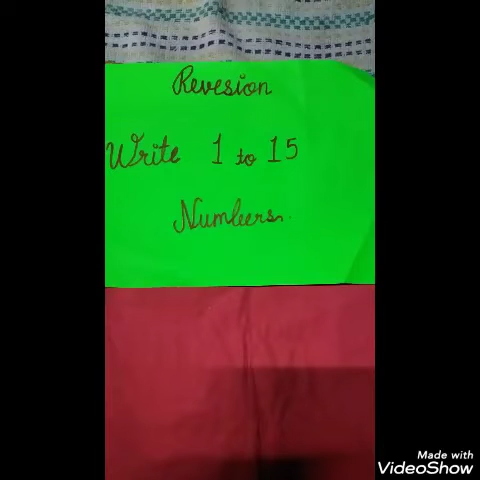 Revesion
Write 1 to 15
Numbers.
Made with
VideoShow